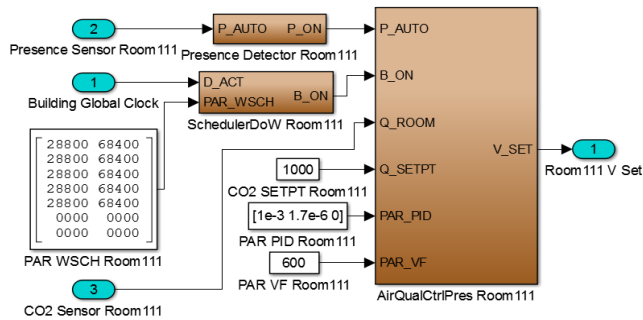 2
Presence Sensor Room111
P_AUTO P_ON
Presence Detector Room111
1
Building Global Clock
D_ACT
PAR_WSCH
B_ON
SchedulerDoW Room111
28800 68400
28800 68400
28800 68400
28800 68400
28800 68400
0000 0000
0000 0000
PAR WSCH Room111
3
CO2 Sensor Room111
1000
CO2 SETPT Room111
[1e-3 1.7e-6 0]
PAR PID Room111
600
PAR VF Room111
P_AUTO
B_ON
Q_ROOM
Q_SETPT
PAR_PID
PAR_VF
V_SET
AirQualCtrlPres Room111
1
Room111 V Set